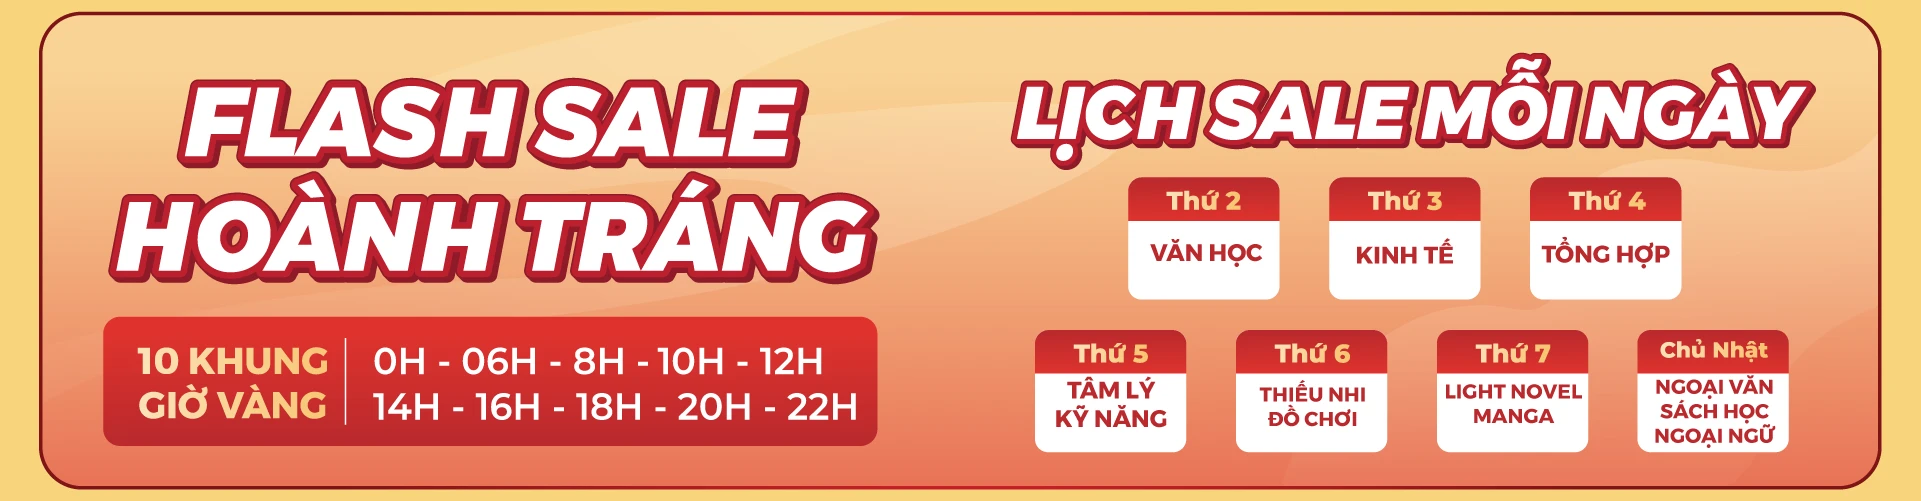 FLASH SALE
HOÀNH TRÁNG
10 KHUNG
GIỜ VÀNG
0H - 06H - 8H - 10H - 12H
14H - 16H - 18H - 20H - 22H
LỊCH SALE MỖI NGÀY
Thứ 2
VĂN HỌC
Thứ 3
KINH TẾ
Thứ 4
TỔNG HỢP
Thứ 5
TÂM LÝ
KỸ NĂNG
Thứ 6
THIẾU NHI
ĐỒ CHƠI
Thứ 7
LIGHT NOVEL
MANGA
Chủ Nhật
NGOẠI VĂN
SÁCH HỌC
NGOẠI NGỮ